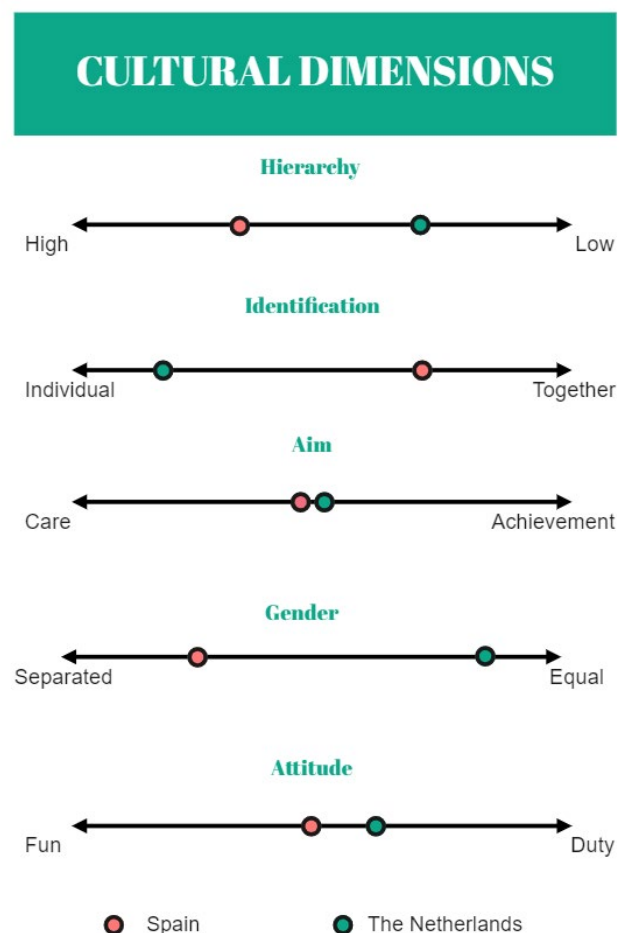 CULTURAL DIMENSIONS
Hierarchy
High Low
Identification
Individual Together
Aim
Care Achievement
Gender
Separated Equal
Attitude
Fun Duty
Spain The Netherlands